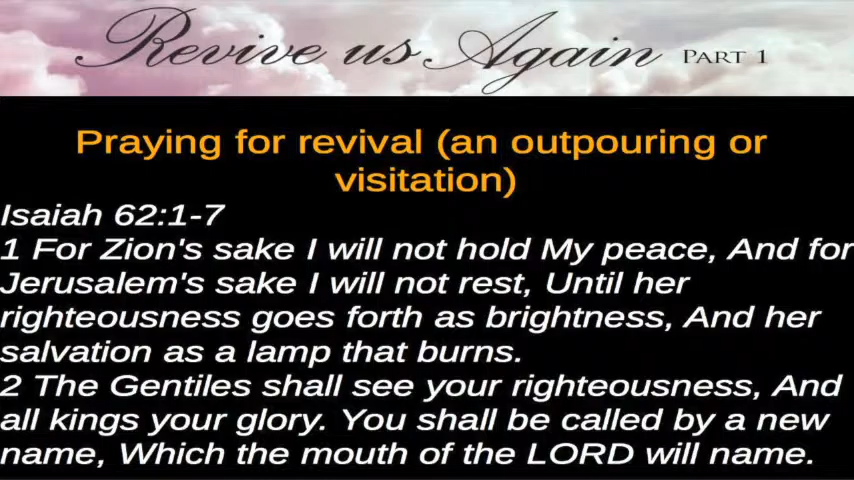 Revive us Again PART 1
Praying for revival (an outpouring or
visitation)
Isaiah 62:1-7
1 For Zion's sake I will not hold My peace, And for
Jerusalem's sake I will not rest, Until her
righteousness goes forth as brightness, And her
salvation as a lamp that burns.
2 The Gentiles shall see your righteousness, And
all kings your glory. You shall be called by a new
name, Which the mouth of the LORD will name.